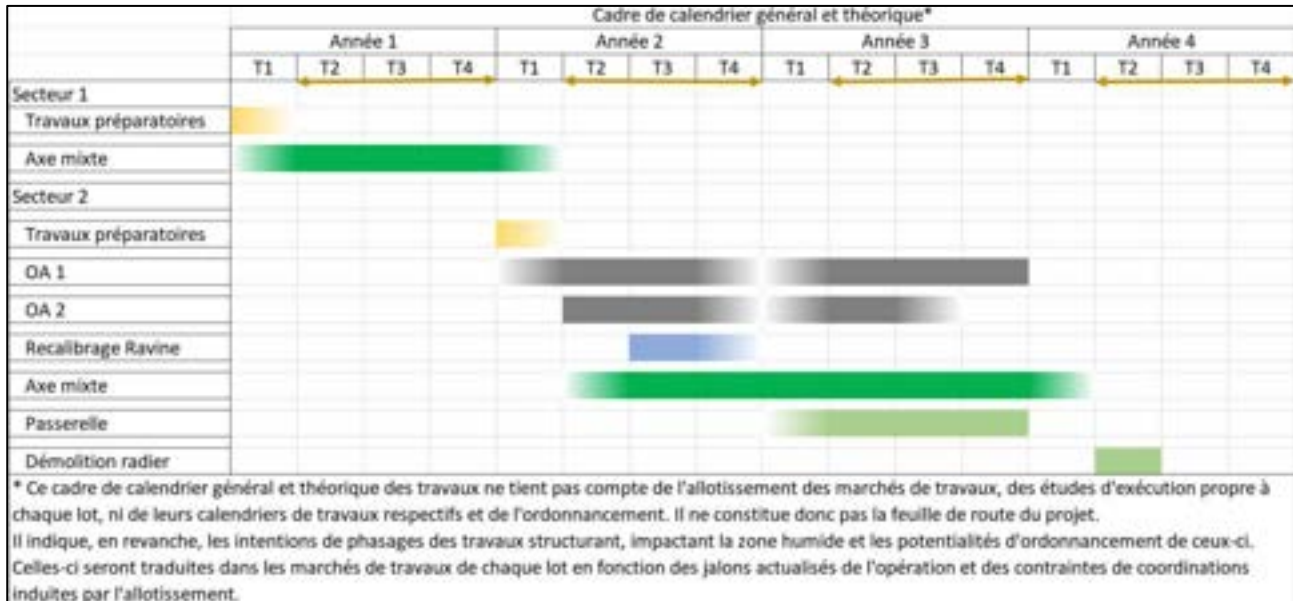 Cadre de calendrier général et théorique*
Année 1 Année 2 Année 3 Année 4
T1 T2 T3 T4 T1 T2 T3 T4 T1 T2 T3 T4 T1 T2 T3 T4
Secteur 1
Travaux préparatoires
Axe mixte
Secteur 2
Travaux préparatoires
OA 1
OA 2
Recalibrage Ravine
Axe mixte
Passerelle
Démolition radier
* Ce cadre de calendrier général et théorique des travaux ne tient pas compte de l'allotissement des marchés de travaux, des études d'exécution propre à
chaque lot, ni de leurs calendriers de travaux respectifs et de l'ordonnancement. Il ne constitue donc pas la feuille de route du projet.
Il indique, en revanche, les intentions de phasages des travaux structurant, impactant la zone humide et les potentialités d'ordonnancement de ceux-ci.
Celles-ci seront traduites dans les marchés de travaux de chaque lot en fonction des jalons actualisés de l'opération et des contraintes de coordinations
induites par l'allotissement.